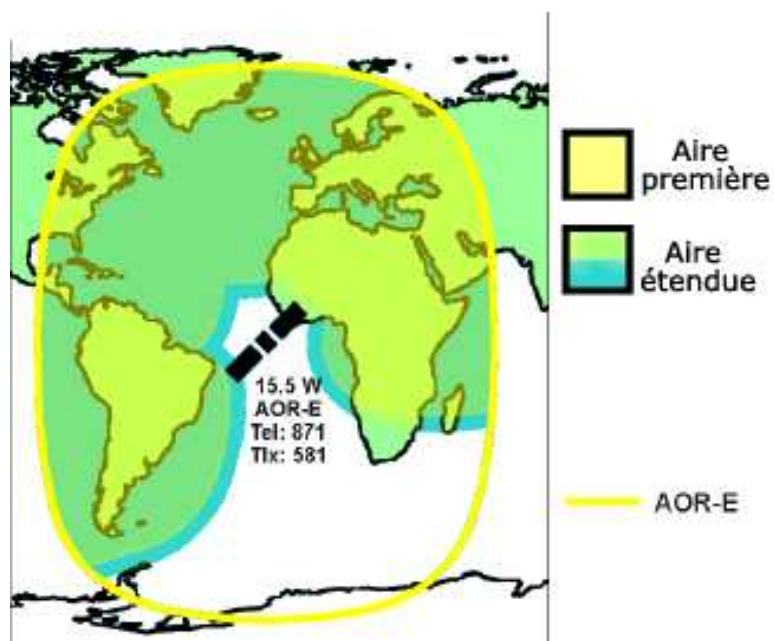 Aire
première
Aire
étendue
15.5 W
AOR-E
Tel: 871
Tlx: 581
AOR-E